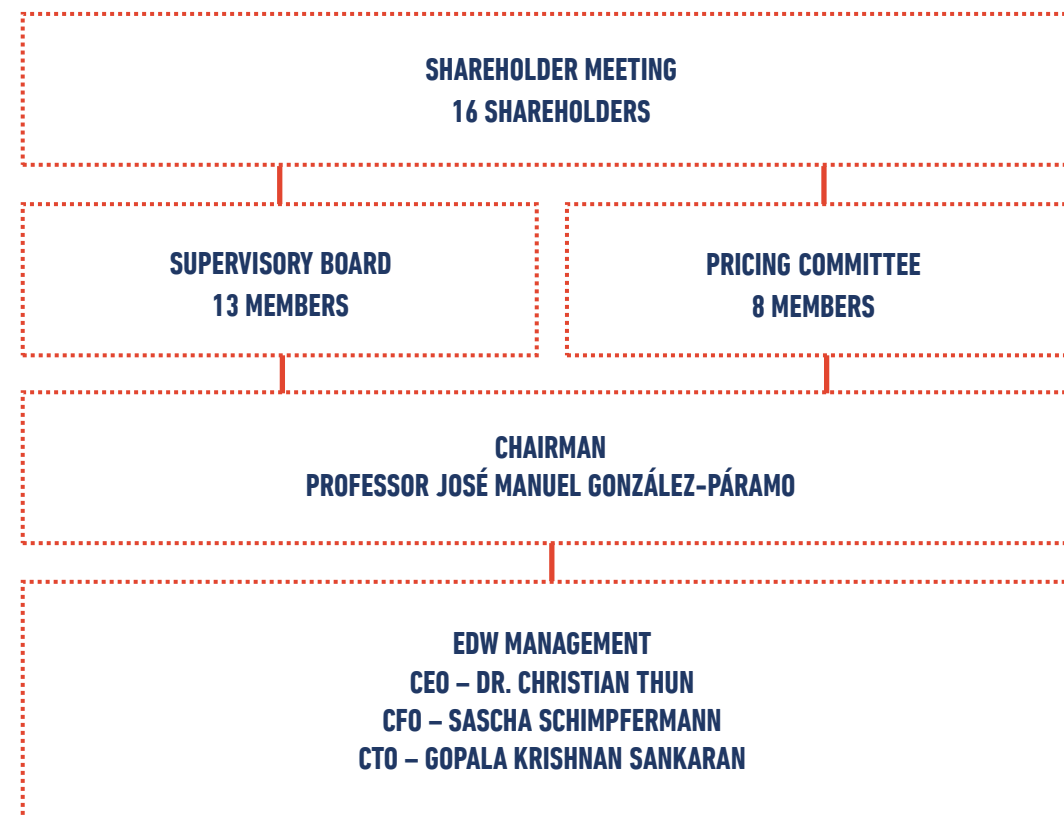 SHAREHOLDER MEETING
16 SHAREHOLDERS
SUPERVISORY BOARD
13 MEMBERS
PRICING COMMITTEE
8 MEMBERS
CHAIRMAN
PROFESSOR JOSÉ MANUEL GONZÁLEZ-PÁRAMO
EDW MANAGEMENT
CEO – DR. CHRISTIAN THUN
CFO – SASCHA SCHIMPFERMANN
CTO – GOPALA KRISHNAN SANKARAN